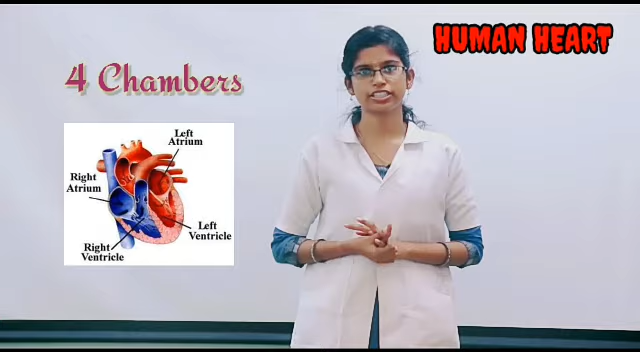 HUMAN HEART
4 Chambers
Left
Atrium
Right
Atrium
Left
Ventricle
Right
Ventricle